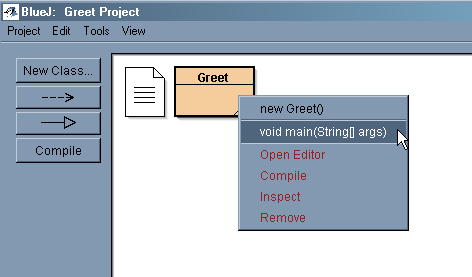 BlueJ: Greet Project
Project Edit Tools View
New Class...
Compile
Greet
new Greet()
void main(String[] args)
Open Editor
Compile
Inspect
Remove